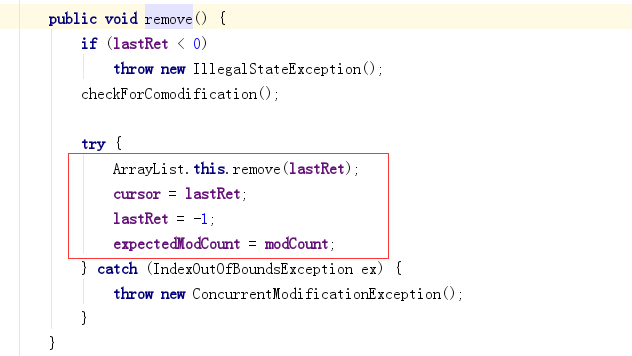 public void remove() {
if (lastRet < 0)
throw new IllegalStateException();
checkForComodification();
try {
ArrayList.this.remove(lastRet);
cursor = lastRet;
lastRet = -1;
expectedModCount = modCount;
} catch (IndexOutOfBoundsException ex) {
throw new ConcurrentModificationException();
}
}